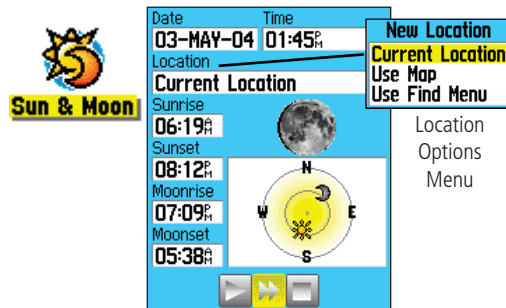 Sun & Moon
Date Time
03-MAY-04 01:45PM
Location
Current Location
Sunrise
06:19AM
Sunset
08:12PM
Moonrise
07:09PM
Moonset
05:38AM
N
W E
S
New Location
Current Location
Use Map
Use Find Menu
Location
Options
Menu